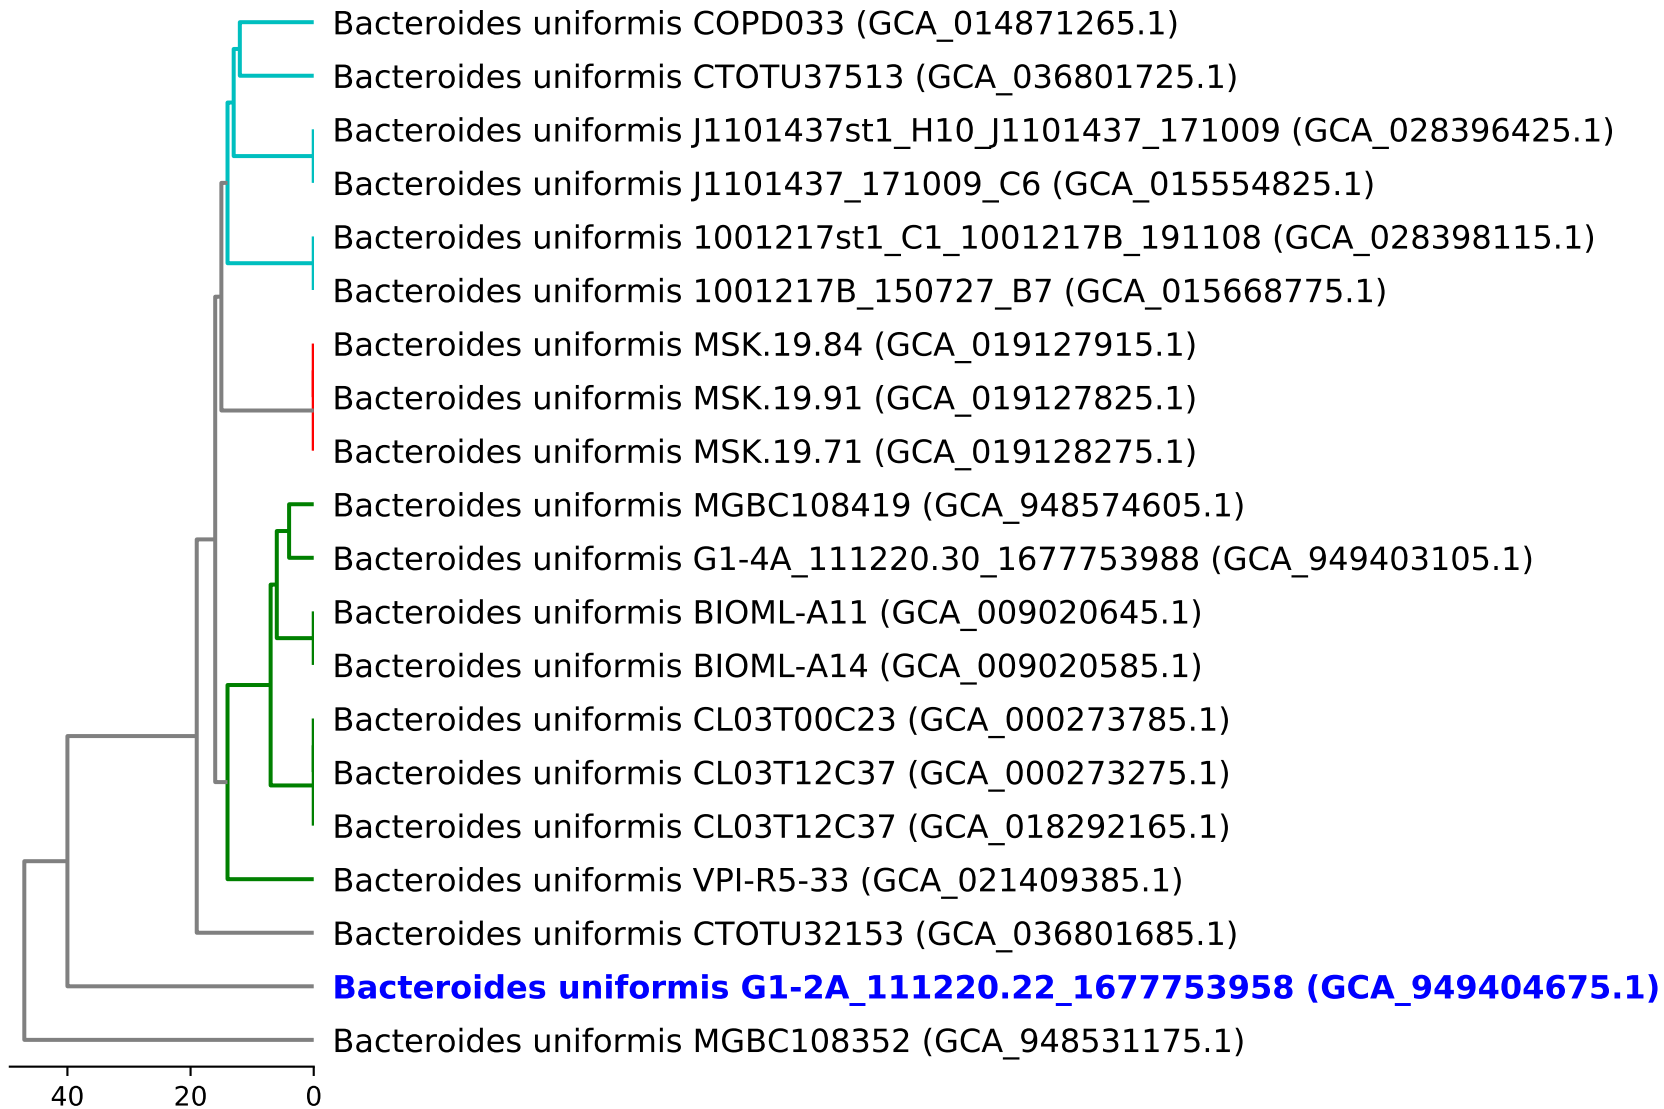 Bacteroides uniformis COPD033 (GCA_014871265.1)
Bacteroides uniformis CTOTU37513 (GCA_036801725.1)
Bacteroides uniformis J1101437st1_H10_J1101437_171009 (GCA_028396425.1)
Bacteroides uniformis J1101437_171009_C6 (GCA_015554825.1)
Bacteroides uniformis 1001217st1_C1_1001217B_191108 (GCA_028398115.1)
Bacteroides uniformis 1001217B_150727_B7 (GCA_015668775.1)
Bacteroides uniformis MSK.19.84 (GCA_019127915.1)
Bacteroides uniformis MSK.19.91 (GCA_019127825.1)
Bacteroides uniformis MSK.19.71 (GCA_019128275.1)
Bacteroides uniformis MGBC108419 (GCA_948574605.1)
Bacteroides uniformis G1-4A_111220.30_1677753988 (GCA_949403105.1)
Bacteroides uniformis BIOML-A11 (GCA_009020645.1)
Bacteroides uniformis BIOML-A14 (GCA_009020585.1)
Bacteroides uniformis CL03T00C23 (GCA_000273785.1)
Bacteroides uniformis CL03T12C37 (GCA_000273275.1)
Bacteroides uniformis CL03T12C37 (GCA_018292165.1)
Bacteroides uniformis VPI-R5-33 (GCA_021409385.1)
Bacteroides uniformis CTOTU32153 (GCA_036801685.1)
Bacteroides uniformis G1-2A_111220.22_1677753958 (GCA_949404675.1)
Bacteroides uniformis MGBC108352 (GCA_948531175.1)
40 20 0